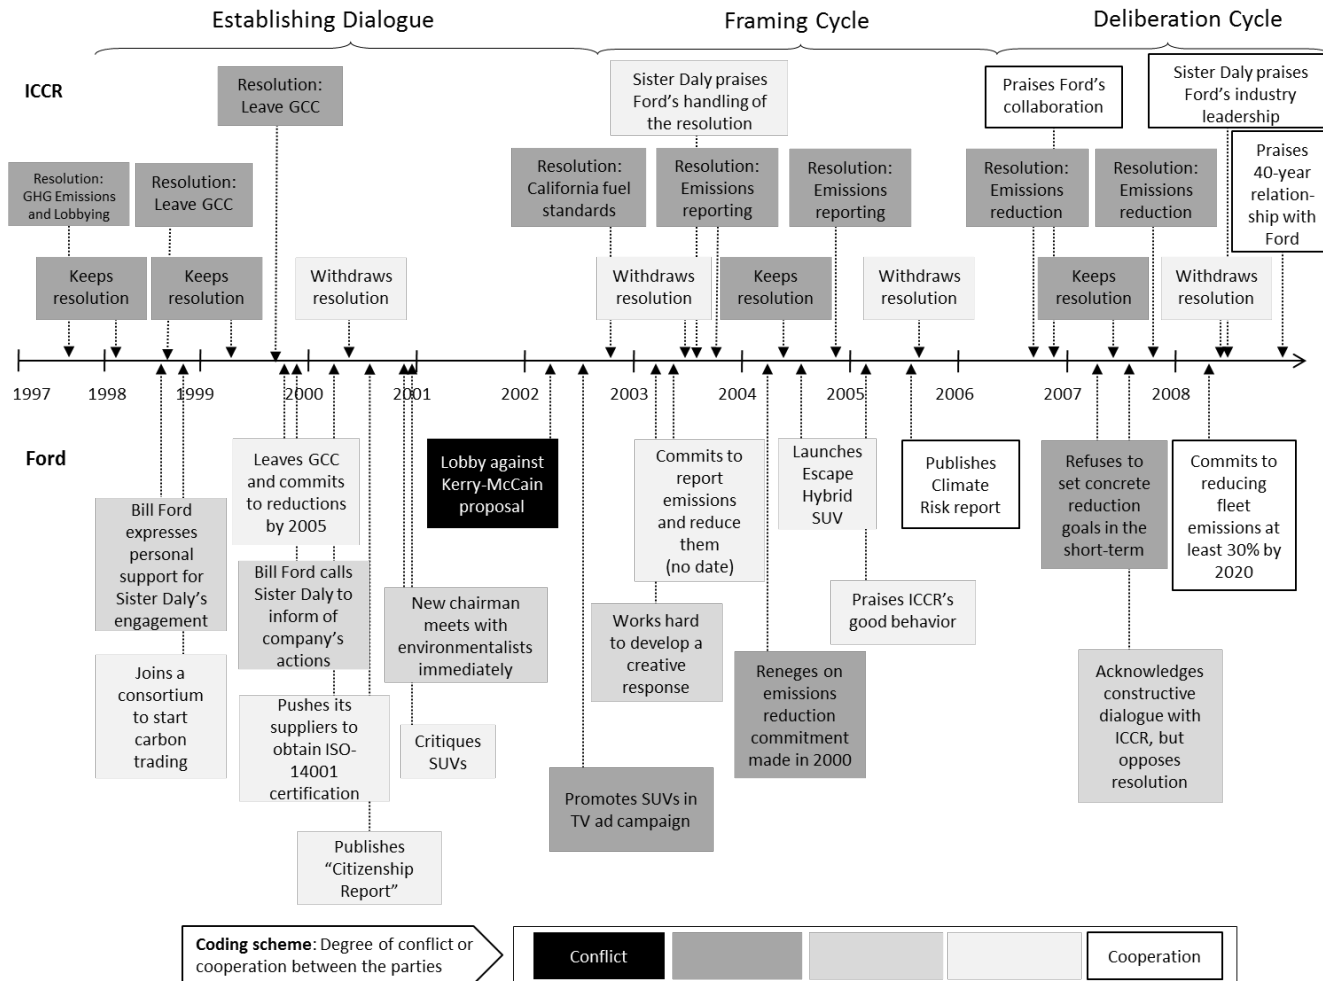 Establishing Dialogue
Framing Cycle
Deliberation Cycle
ICCR
Resolution:
Leave GCC
Sister Daly praises
Ford’s handling of
the resolution
Praises Ford’s
collaboration
Sister Daly praises
Ford’s industry
leadership
Resolution:
GHG Emissions
and Lobbying
Resolution:
Leave GCC
Resolution:
California fuel
standards
Resolution:
Emissions
reporting
Resolution:
Emissions
reporting
Resolution:
Emissions
reduction
Resolution:
Emissions
reduction
Praises
40-year
relation-
ship with
Ford
Keeps
resolution
Keeps
resolution
Withdraws
resolution
Withdraws
resolution
Keeps
resolution
Withdraws
resolution
Keeps
resolution
Withdraws
resolution
1997
1998
1999
2000
2001
2002
2003
2004
2005
2006
2007
2008
Ford
Bill Ford
expresses
personal
support for
Sister Daly’s
engagement
Joins a
consortium
to start
carbon
trading
Leaves GCC
and commits
to reductions
by 2005
Bill Ford calls
Sister Daly to
inform of
company’s
actions
Pushes its
suppliers to
obtain ISO-
14001
certification
Publishes
“Citizenship
Report”
New chairman
meets with
environmentalists
immediately
Critiques
SUVs
Lobby against
Kerry-McCain
proposal
Promotes SUVs in
TV ad campaign
Commits to
report
emissions
and reduce
them
(no date)
Works hard
to develop a
creative
response
Reneges on
emissions
reduction
commitment
made in 2000
Launches
Escape
Hybrid
SUV
Praises ICCR’s
good behavior
Publishes
Climate
Risk report
Refuses to
set concrete
reduction
goals in the
short-term
Acknowledges
constructive
dialogue with
ICCR, but
opposes
resolution
Commits to
reducing
fleet
emissions at
least 30% by
2020
Coding scheme: Degree of conflict or
cooperation between the parties
Conflict
Cooperation